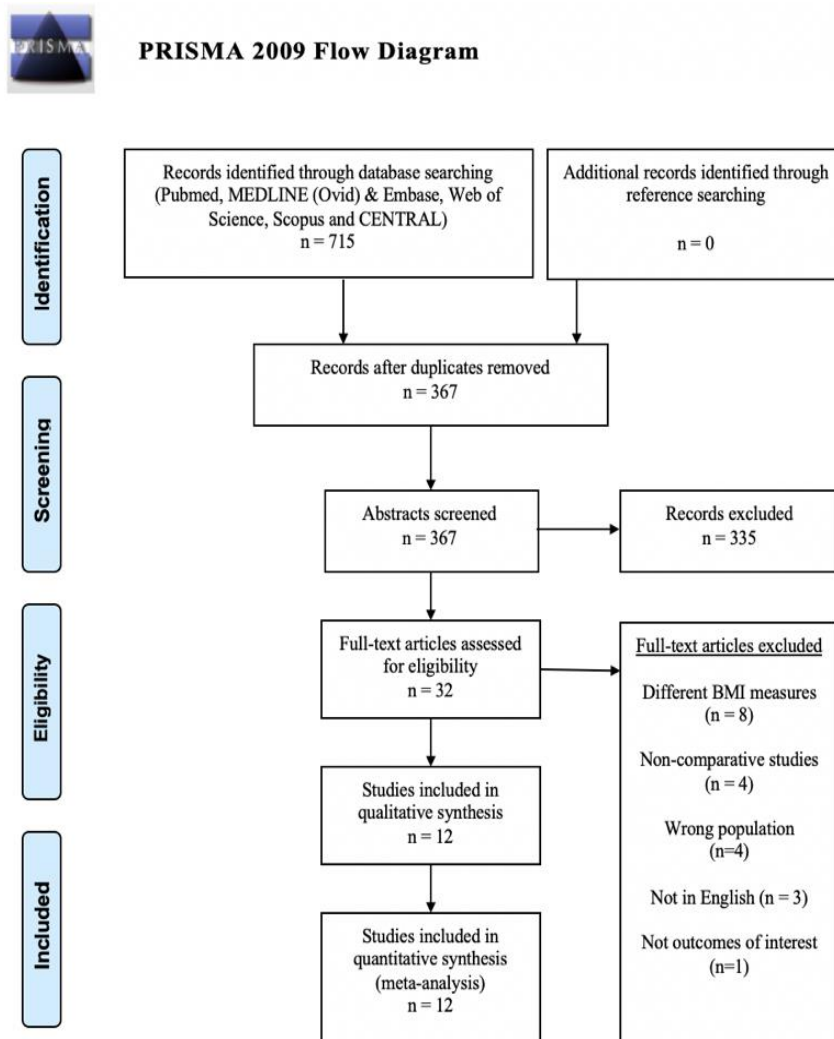 PRISMA
PRISMA 2009 Flow Diagram
Identification
Records identified through database searching
(Pubmed, MEDLINE (Ovid) & Embase, Web of
Science, Scopus and CENTRAL)
n = 715
Additional records identified through
reference searching
n = 0
Records after duplicates removed
n = 367
Screening
Abstracts screened
n = 367
Records excluded
n = 335
Eligibility
Full-text articles assessed
for eligibility
n = 32
Full-text articles excluded
Different BMI measures
(n = 8)
Non-comparative studies
(n = 4)
Wrong population
(n=4)
Not in English (n = 3)
Not outcomes of interest
(n=1)
Studies included in
qualitative synthesis
n = 12
Included
Studies included in
quantitative synthesis
(meta-analysis)
n = 12